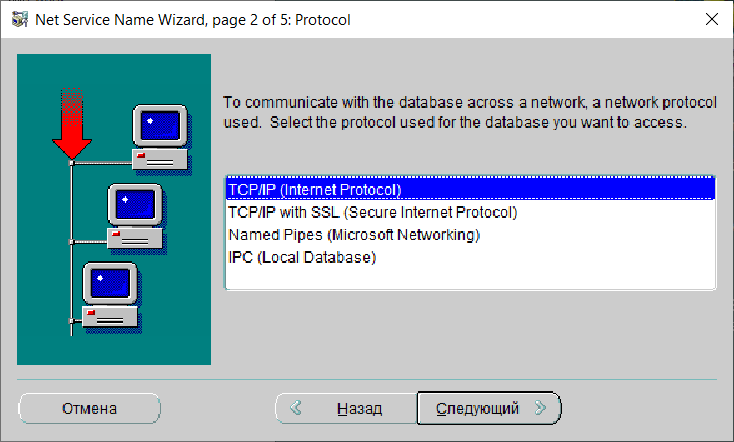 Net Service Name Wizard, page 2 of 5: Protocol
To communicate with the database across a network, a network protocol
used. Select the protocol used for the database you want to access.
TCP/IP (Internet Protocol)
TCP/IP with SSL (Secure Internet Protocol)
Named Pipes (Microsoft Networking)
IPC (Local Database)
Отмена
Назад
Следующий